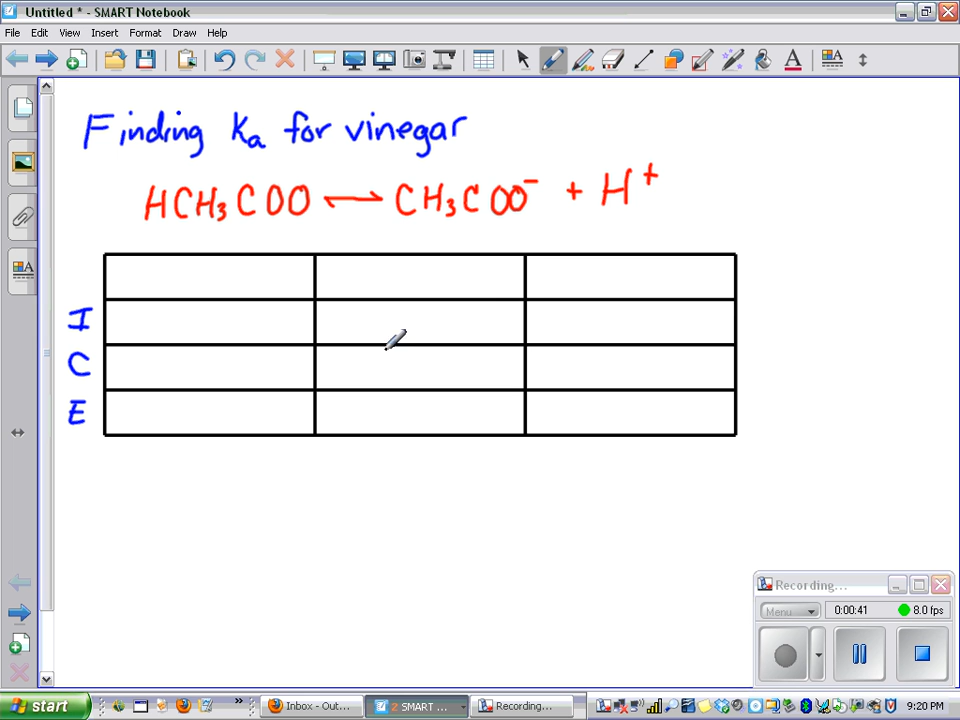 Untitled * - SMART Notebook
File Edit View Insert Format Draw Help
Finding Ka for vinegar
HCH₃COO ⟷ CH₃COO⁻ + H⁺
I
C
E
Recording...
Menu 0:00:41 8.0 fps
start Inbox - Out... 2 SMART ... Recording... 9:20 PM